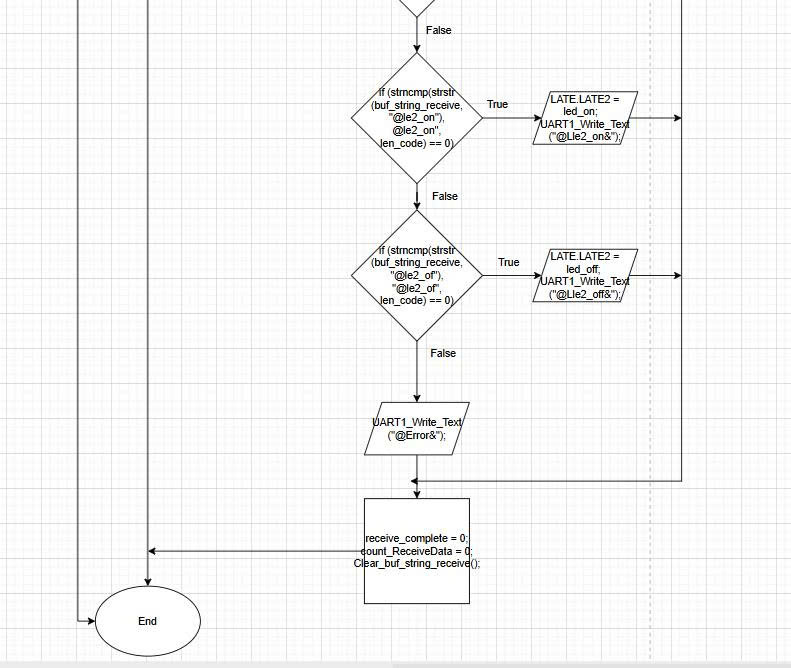 False
if (strncmp(strstr
(buf_string_receive,
"@le2_on"),
@le2_on",
len_code) == 0)
True
LATE.LATE2 =
led_on;
UART1_Write_Text
("@Lle2_on&");
False
if (strncmp(strstr
(buf_string_receive,
"@le2_of"),
"@le2_of",
len_code) == 0)
True
LATE.LATE2 =
led_off;
UART1_Write_Text
("@Lle2_off&");
False
UART1_Write_Text
("@Error&");
receive_complete = 0;
count_ReceiveData = 0;
Clear_buf_string_receive();
End